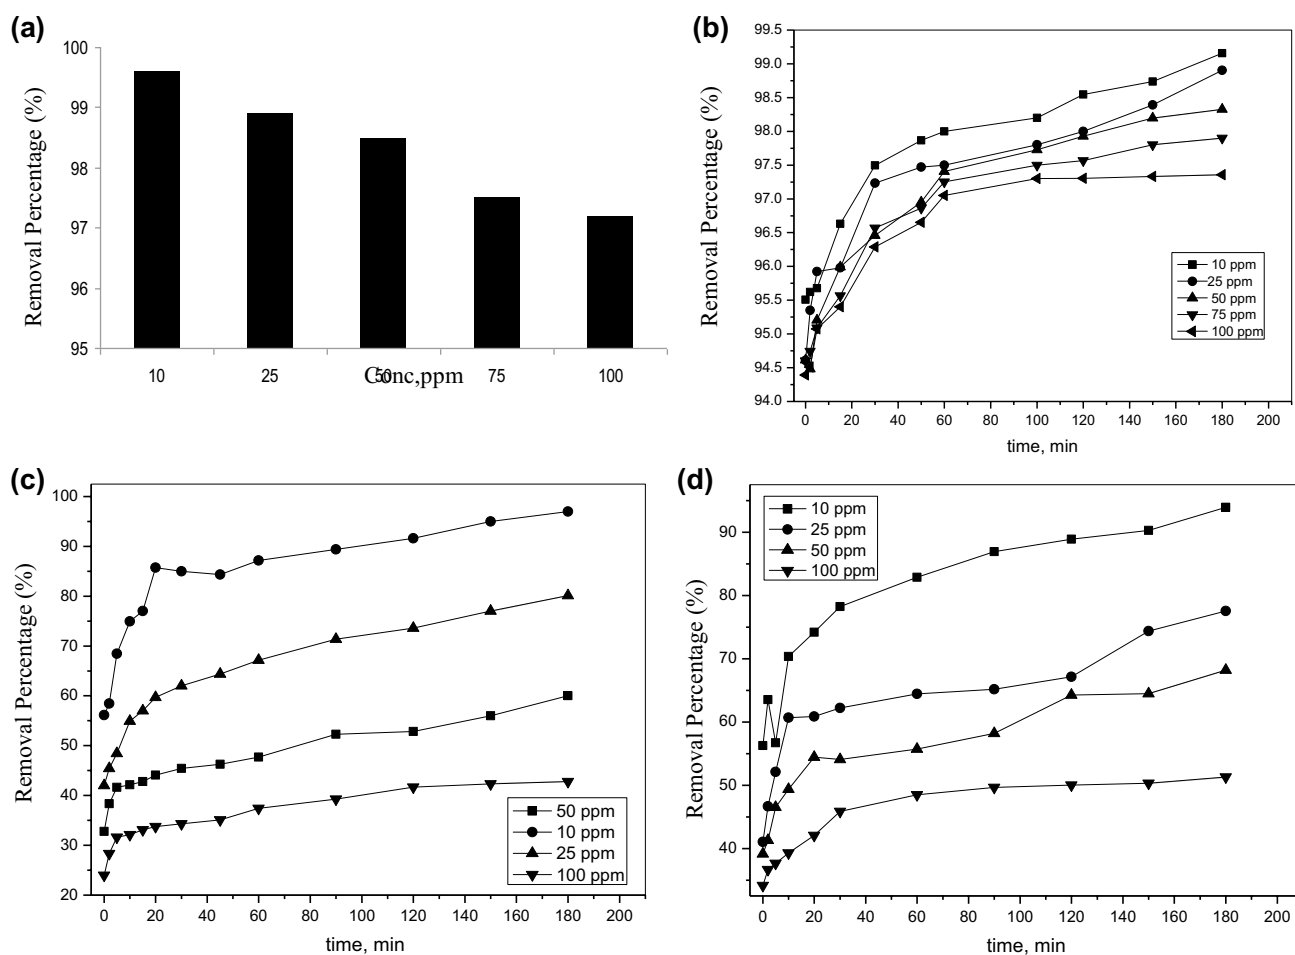 (a)
Removal Percentage (%)
100
99
98
97
96
95
10 25 50 75 100
Conc,ppm
(b)
Removal Percentage (%)
99.5
99.0
98.5
98.0
97.5
97.0
96.5
96.0
95.5
95.0
94.5
94.0
0 20 40 60 80 100 120 140 160 180 200
time, min
10 ppm
25 ppm
50 ppm
75 ppm
100 ppm
(c)
Removal Percentage (%)
100
90
80
70
60
50
40
30
20
0 20 40 60 80 100 120 140 160 180 200
time, min
50 ppm
10 ppm
25 ppm
100 ppm
(d)
Removal Percentage (%)
90
80
70
60
50
40
0 20 40 60 80 100 120 140 160 180 200
time, min
10 ppm
25 ppm
50 ppm
100 ppm